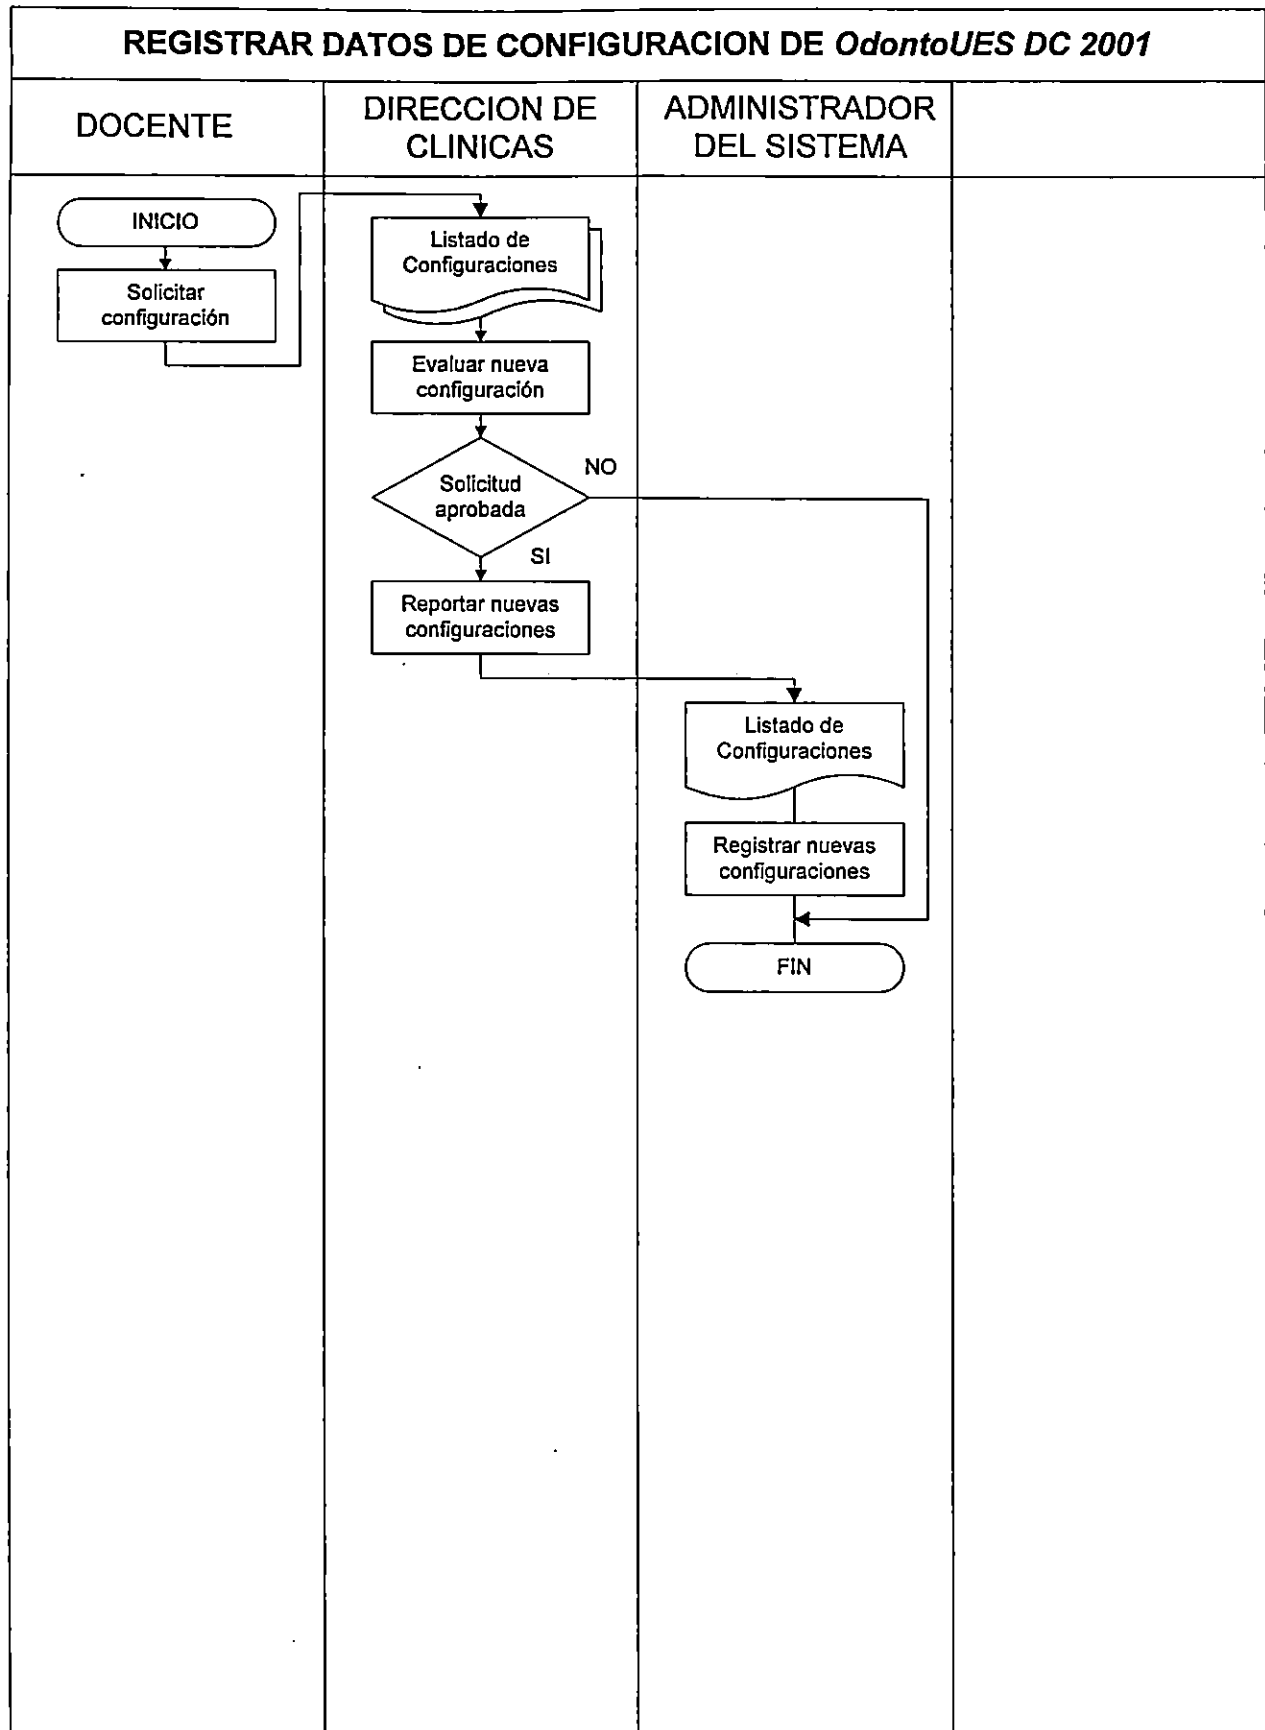 REGISTRAR DATOS DE CONFIGURACION DE OdontoUES DC 2001
DOCENTE
DIRECCION DE
CLINICAS
ADMINISTRADOR
DEL SISTEMA
INICIO
Solicitar
configuración
Listado de
Configuraciones
Evaluar nueva
configuración
Solicitud
aprobada
NO
SI
Reportar nuevas
configuraciones
Listado de
Configuraciones
Registrar nuevas
configuraciones
FIN